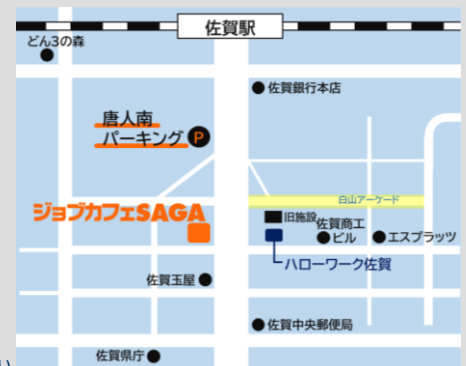 佐賀駅
どん3の森
佐賀銀行本店
唐人南
パーキング P
白山アーケード
ジョブカフェSAGA
旧施設
佐賀商工
ビル
エスプラッツ
ハローワーク佐賀
佐賀玉屋
佐賀中央郵便局
佐賀県庁
い